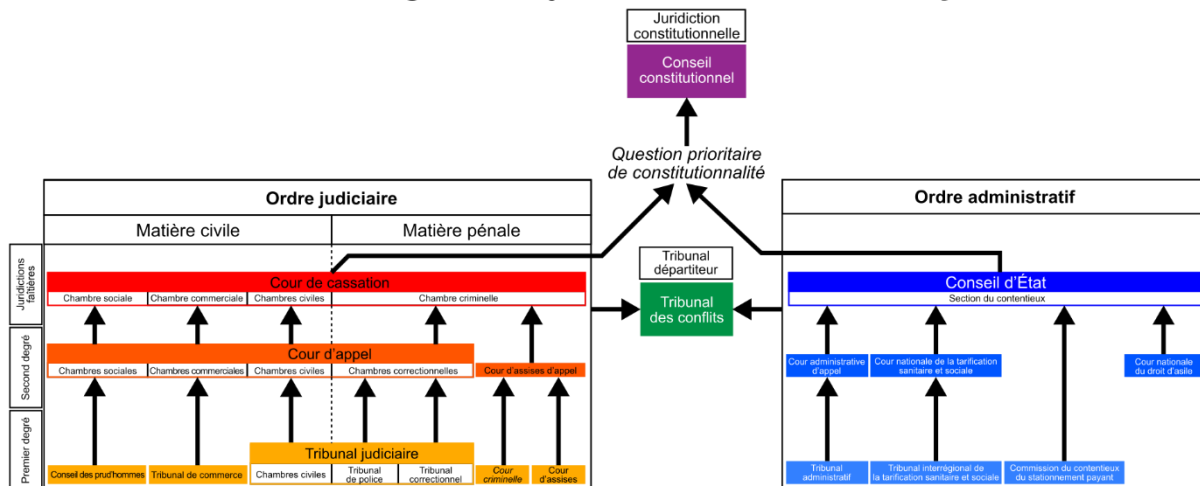 Juridiction
constitutionnelle
Conseil
constitutionnel
Question prioritaire
de constitutionnalité
Ordre judiciaire
Matière civile
Matière pénale
Ordre administratif
Tribunal
départiteur
Tribunal
des conflits
Juridictions
faîtières
Cour de cassation
Chambre sociale
Chambre commerciale
Chambres civiles
Chambre criminelle
Conseil d'État
Section du contentieux
Second degré
Cour d'appel
Chambres sociales
Chambres commerciales
Chambres civiles
Chambres correctionnelles
Cour d'assises d'appel
Cour administrative
d'appel
Cour nationale de la tarification
sanitaire et sociale
Cour nationale
du droit d'asile
Premier degré
Tribunal judiciaire
Conseil des prud'hommes
Tribunal de commerce
Chambres civiles
Tribunal
de police
Tribunal
correctionnel
Cour
criminelle
Cour
d'assises
Tribunal
administratif
Tribunal interrégional de
la tarification sanitaire et sociale
Commission du contentieux
du stationnement payant